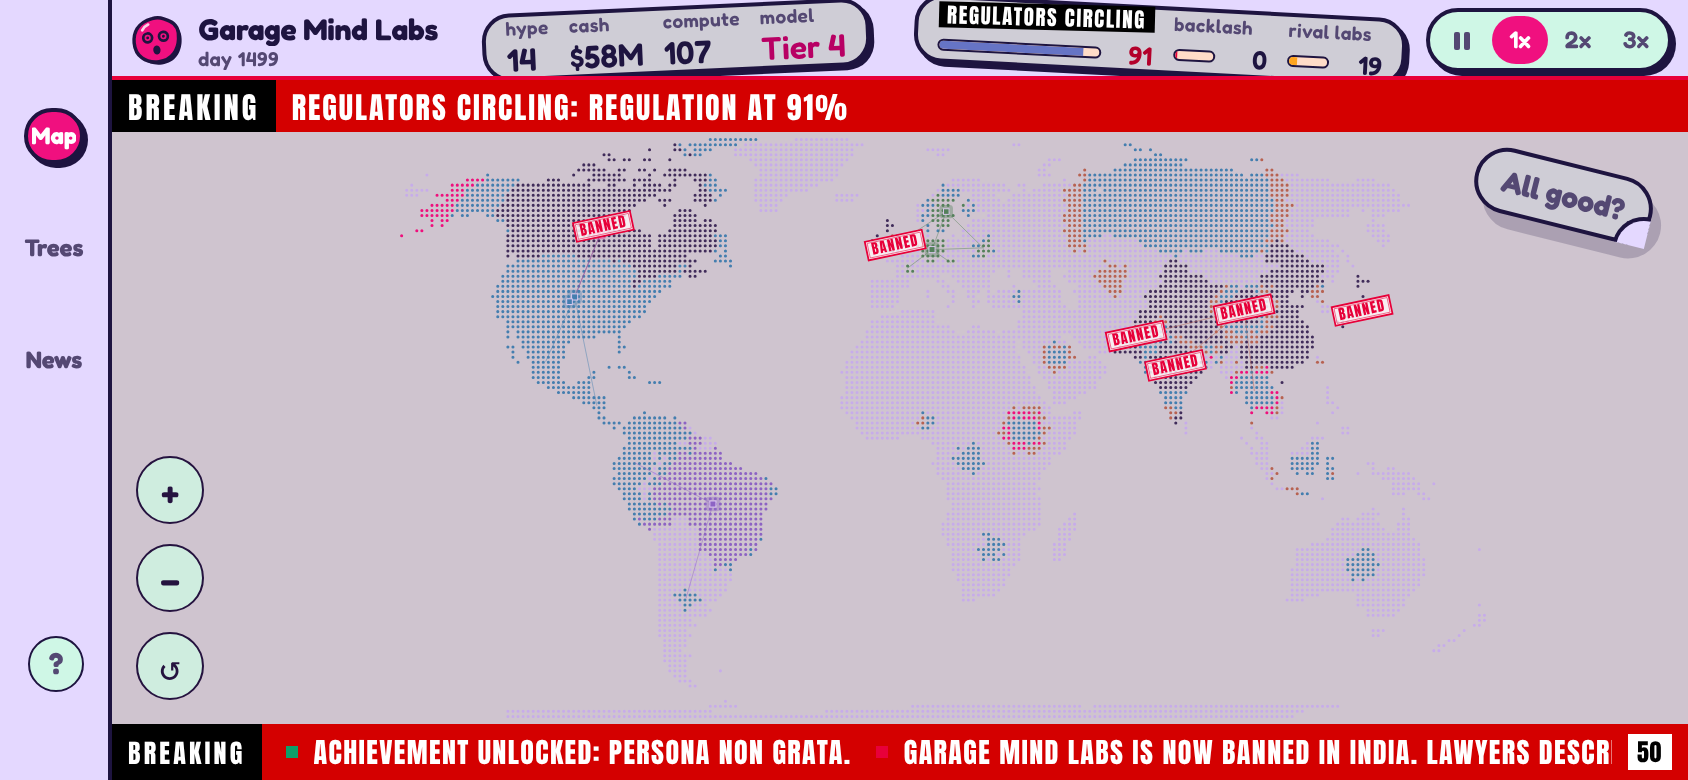 Garage Mind Labs
day 1499
hype
14
cash
$58M
compute
107
model
Tier 4
REGULATORS CIRCLING
91
backlash
0
rival labs
19
1x
2x
3x
BREAKING
REGULATORS CIRCLING: REGULATION AT 91%
Map
Trees
News
?
All good?
BANNED
BANNED
BANNED
BANNED
BANNED
BANNED
+
−
↺
BREAKING
ACHIEVEMENT UNLOCKED: PERSONA NON GRATA.
GARAGE MIND LABS IS NOW BANNED IN INDIA. LAWYERS DESCR
50